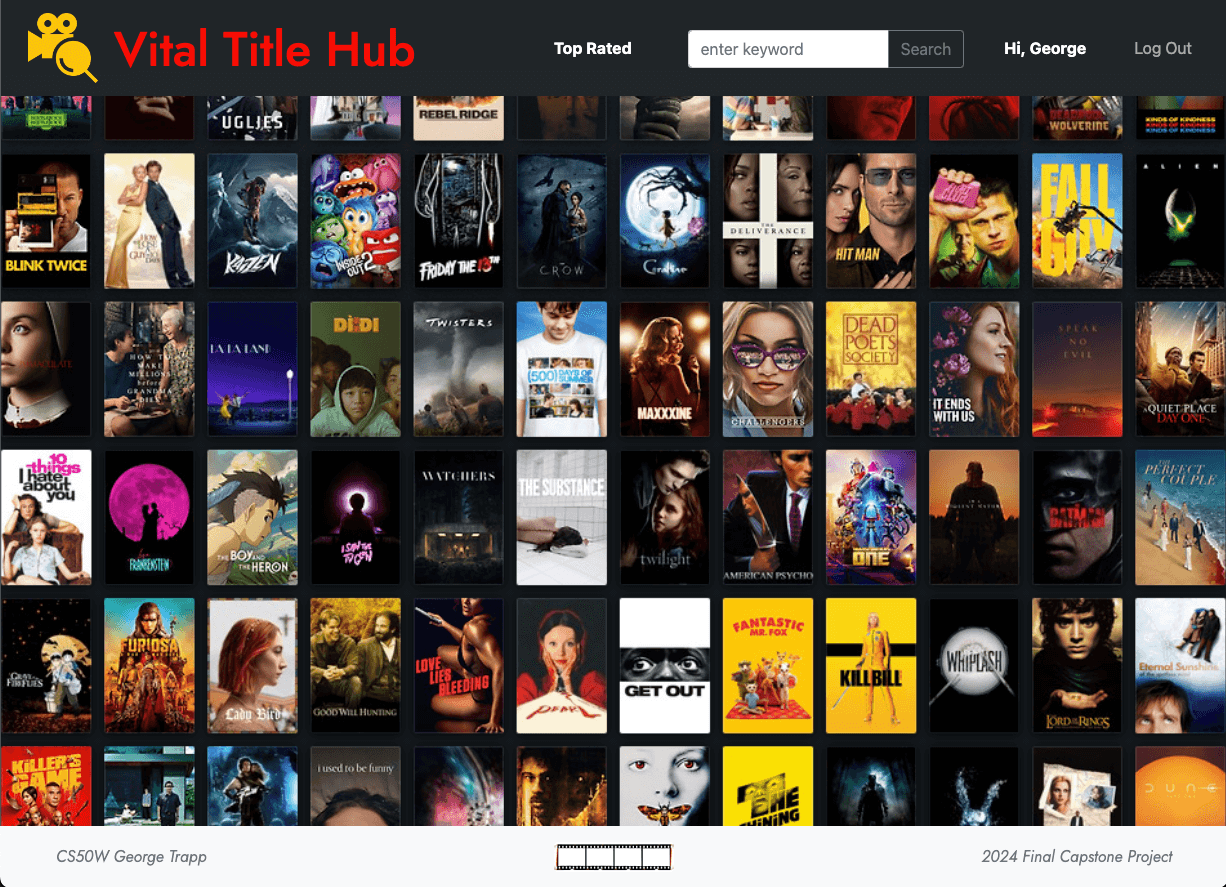 Vital Title Hub
Top Rated
enter keyword
Search
Hi, George
Log Out
UGLIES
REBEL RIDGE
DEADPOOL
WOLVERINE
KINDS OF KINDNESS
KINDS OF KINDNESS
KINDS OF KINDNESS
BLINK TWICE
HOW TO
LOSE A
GUY IN
10 DAYS
KAIZEN
INSIDE
OUT 2
FRIDAY THE 13TH
CROW
Coraline
THE
DELIVERANCE
HIT MAN
FALL
GUY
ALIEN
IMMACULATE
HOW TO
MAKE
MILLIONS
before
GRANDMA
DIES
LA LA LAND
DIDI
TWISTERS
(500) DAYS OF
SUMMER
MAXXXINE
CHALLENGERS
DEAD
POETS
SOCIETY
IT ENDS
WITH US
SPEAK
NO
EVIL
A QUIET PLACE
DAY ONE
10
things
I hate
about
you
LISA
FRANKENSTEIN
THE BOY AND
THE HERON
I SAW THE
TV GLOW
WATCHERS
THE SUBSTANCE
twilight
AMERICAN PSYCHO
ONE
IN A
VIOLENT NATURE
BATMAN
THE
PERFECT
COUPLE
GRAVE OF THE
FIREFLIES
FURIOSA
Lady Bird
GOOD WILL HUNTING
LOVE
LIES
BLEEDING
PEARL
GET OUT
FANTASTIC
MR. FOX
KILL BILL
WHIPLASH
THE
LORD OF THE RINGS
Eternal Sunshine
of the spotless mind
KILLER'S
GAME
i used to be funny
THE
SHINING
DUNE
CS50W George Trapp
2024 Final Capstone Project